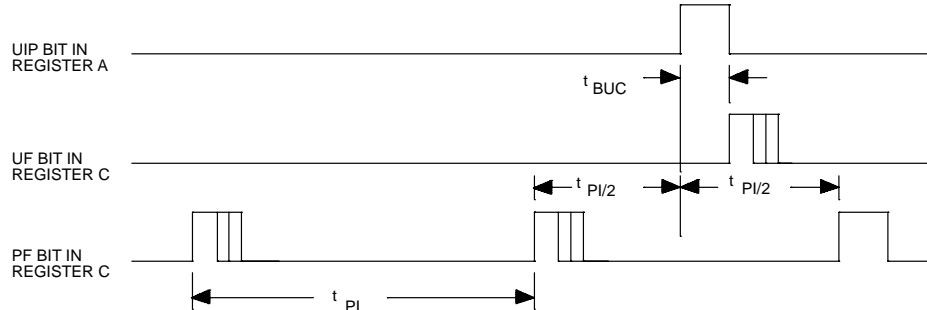 UIP BIT IN
REGISTER A
t BUC
UF BIT IN
REGISTER C
t PI/2
t PI/2
PF BIT IN
REGISTER C
t PI